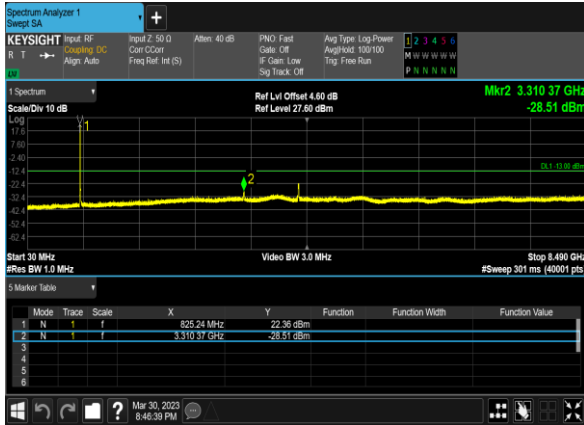 Spectrum Analyzer 1
Swept SA
+
KEYSIGHT Input: RF Input Z: 50 Ω Atten: 40 dB PNO: Fast Avg Type: Log-Power 1 2 3 4 5 6
R T Coupling: DC Corr CCorr Gate: Off Avg|Hold: 100/100 M W W W W W
Align: Auto Freq Ref: Int (S) IF Gain: Low Trig: Free Run
Sig Track: Off P N N N N N
1 Spectrum Ref Lvl Offset 4.60 dB Mkr2 3.310 37 GHz
Scale/Div 10 dB Ref Level 27.60 dBm -28.51 dBm
Log
17.6
7.60
-2.40
-12.4
-22.4
-32.4
-42.4
-52.4
-62.4
1
2
DL1 -13.00 dBm
Start 30 MHz Video BW 3.0 MHz Stop 8.490 GHz
#Res BW 1.0 MHz #Sweep 301 ms (40001 pts
5 Marker Table
Mode Trace Scale X Y Function Function Width Function Value
1 N 1 f 825.24 MHz 22.36 dBm
2 N 1 f 3.310 37 GHz -28.51 dBm
3
4
5
6
? Mar 30, 2023
8:46:39 PM